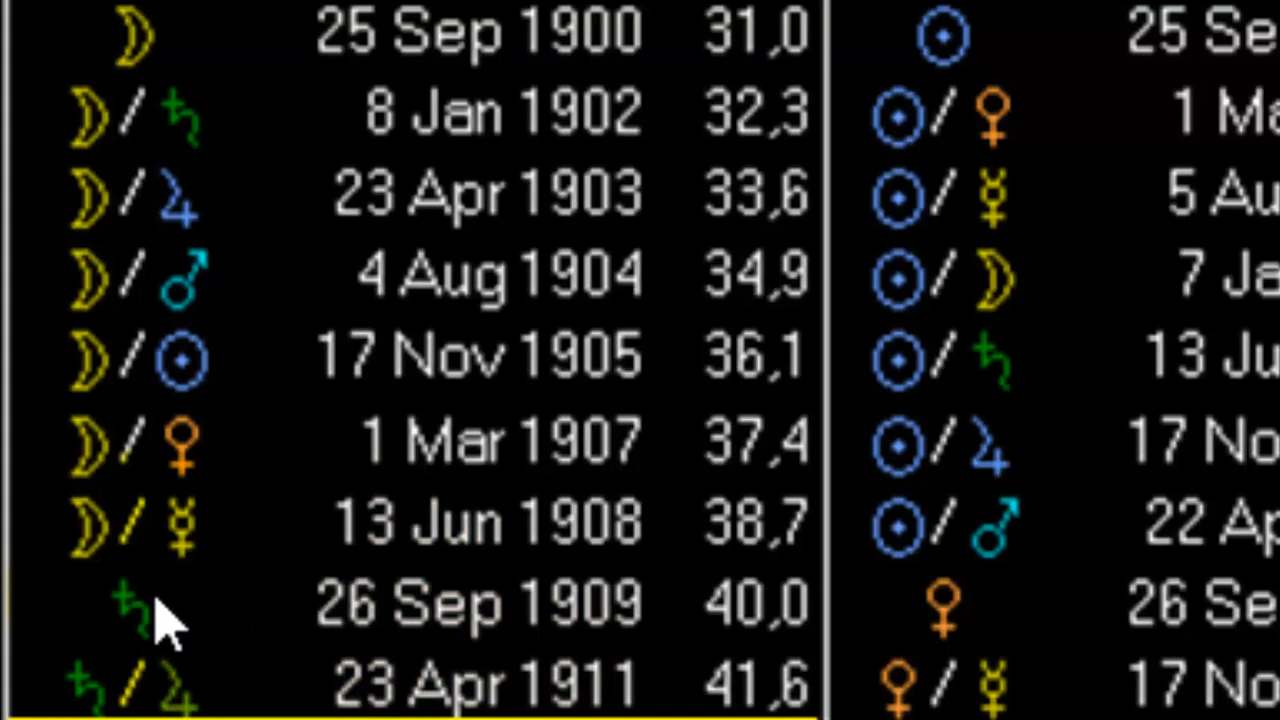 ☽ 25 Sep 1900 31,0 ☉ 25 Se
☽/♄ 8 Jan 1902 32,3 ☉/♀ 1 Ma
☽/♃ 23 Apr 1903 33,6 ☉/☿ 5 Au
☽/♂ 4 Aug 1904 34,9 ☉/☽ 7 Ja
☽/☉ 17 Nov 1905 36,1 ☉/♄ 13 Ju
☽/♀ 1 Mar 1907 37,4 ☉/♃ 17 No
☽/☿ 13 Jun 1908 38,7 ☉/♂ 22 Ap
♄ 26 Sep 1909 40,0 ♀ 26 Se
♄/♃ 23 Apr 1911 41,6 ♀/☿ 17 No